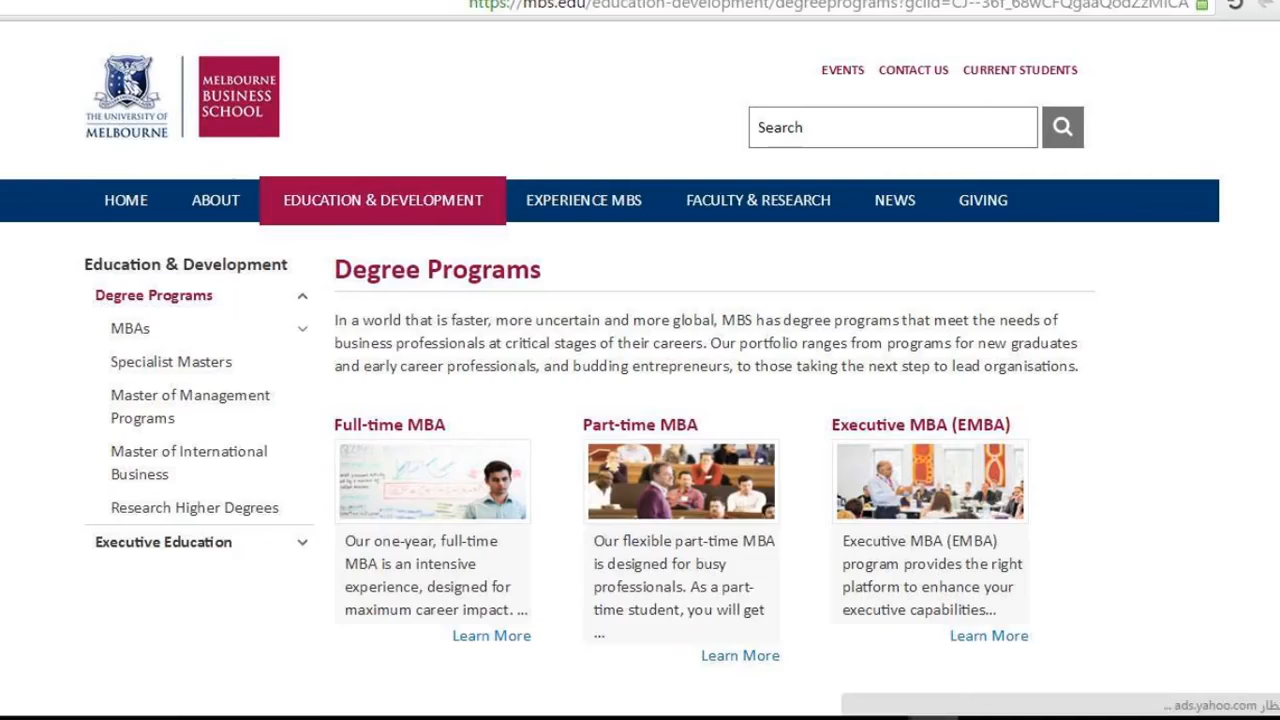 https://mbs.edu/education-development/degreeprograms?gclid=
THE UNIVERSITY OF
MELBOURNE
MELBOURNE
BUSINESS
SCHOOL
EVENTS CONTACT US CURRENT STUDENTS
Search
HOME ABOUT EDUCATION & DEVELOPMENT EXPERIENCE MBS FACULTY & RESEARCH NEWS GIVING
Education & Development
Degree Programs
MBAs
Specialist Masters
Master of Management
Programs
Master of International
Business
Research Higher Degrees
Executive Education
Degree Programs
In a world that is faster, more uncertain and more global, MBS has degree programs that meet the needs of
business professionals at critical stages of their careers. Our portfolio ranges from programs for new graduates
and early career professionals, and budding entrepreneurs, to those taking the next step to lead organisations.
Full-time MBA
Our one-year, full-time
MBA is an intensive
experience, designed for
maximum career impact. ...
Learn More
Part-time MBA
Our flexible part-time MBA
is designed for busy
professionals. As a part-
time student, you will get
...
Learn More
Executive MBA (EMBA)
Executive MBA (EMBA)
program provides the right
platform to enhance your
executive capabilities...
Learn More
... ads.yahoo.com